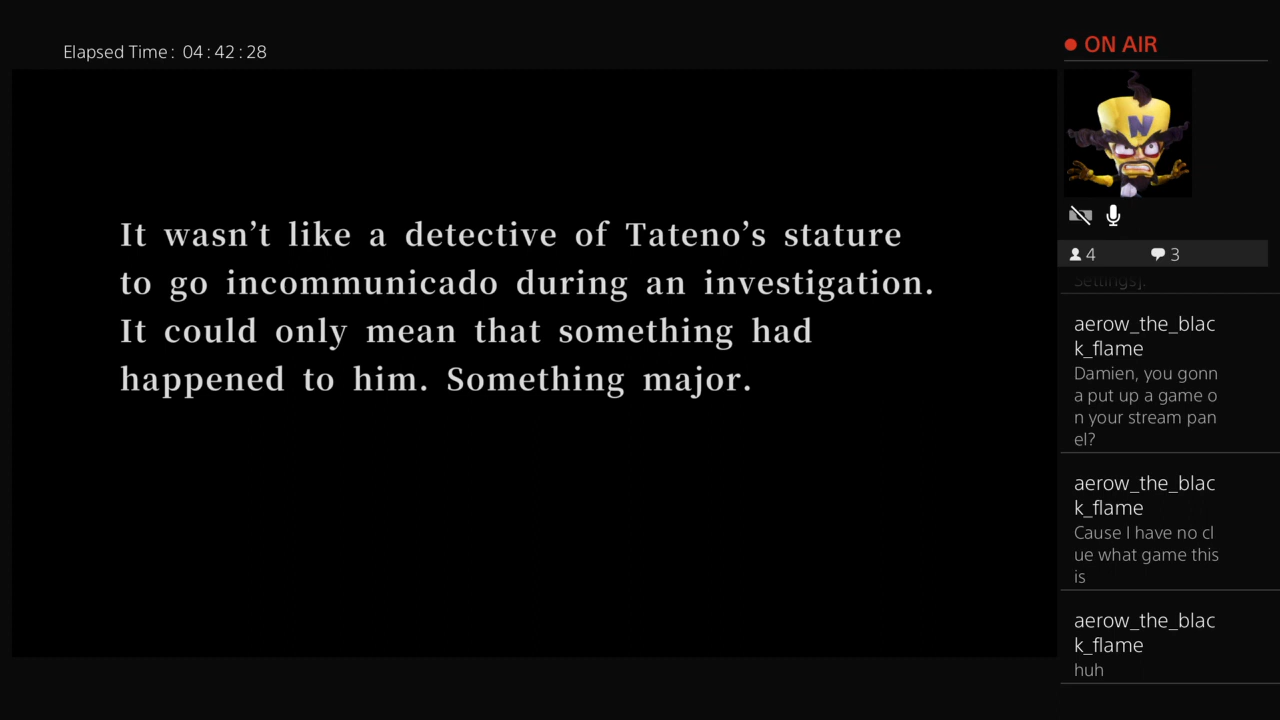 Elapsed Time: 04:42:28
ON AIR
N
4 3
Settings].
It wasn't like a detective of Tateno's stature
to go incommunicado during an investigation.
It could only mean that something had
happened to him. Something major.
aerow_the_blac
k_flame
Damien, you gonn
a put up a game o
n your stream pan
el?
aerow_the_blac
k_flame
Cause I have no cl
ue what game this
is
aerow_the_blac
k_flame
huh